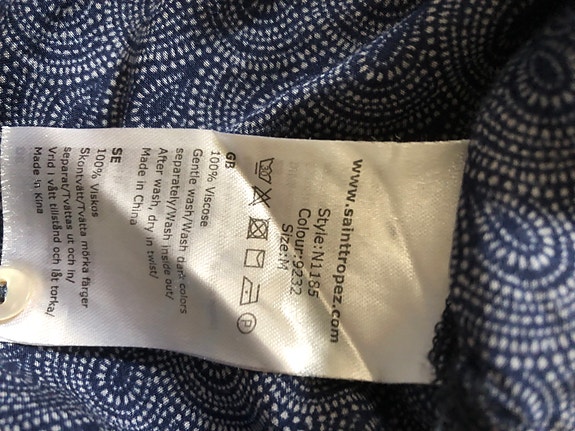 www.sainttropez.com
Style:N1185
Colour:9232
Size:M
P
GB
100% Viscose
Gentle wash/Wash dark colors
separately/Wash inside out/
After wash, dry in twist
Made in China
SE
100% Viskos
Skontvätt/Tvätta mörka färger
separat/Tvättas ut och in/
Vrid i vått tillstånd och låt torka/
Made in Kina